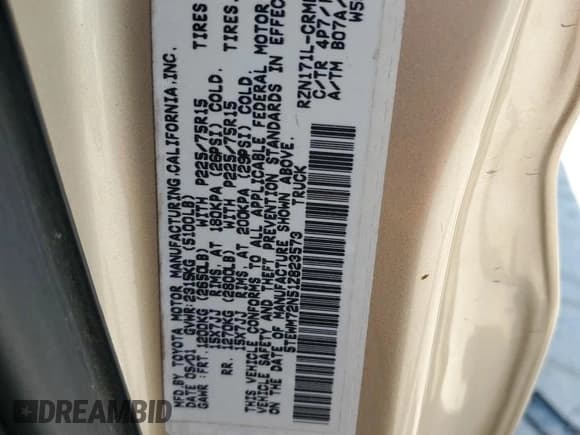 MFD BY TOYOTA MOTOR MANUFACTURING.CALIFORNIA, INC.
DATE 05/01 GVWR:2315KG (5100LB)
GAWR :FRT. 1200KG (2650LB) WITH P225/75R15 TIRES
15X7JJ RIMS, AT 180KPA (26PSI) COLD.
RR. 1270KG (2800LB) WITH P225/75R15 TIRES
15X7JJ RIMS, AT 200KPA (29PSI) COLD.
THIS VEHICLE CONFORMS TO ALL APPLICABLE FEDERAL MOTOR
VEHICLE SAFETY AND THEFT PREVENTION STANDARDS IN EFFECT
ON THE DATE OF MANUFACTURE SHOWN ABOVE.
5TEWM72N51Z823573 TRUCK
RZN171L-CRM
C/TR 4P7/
A/TM B07A/
W5
DREAMBID